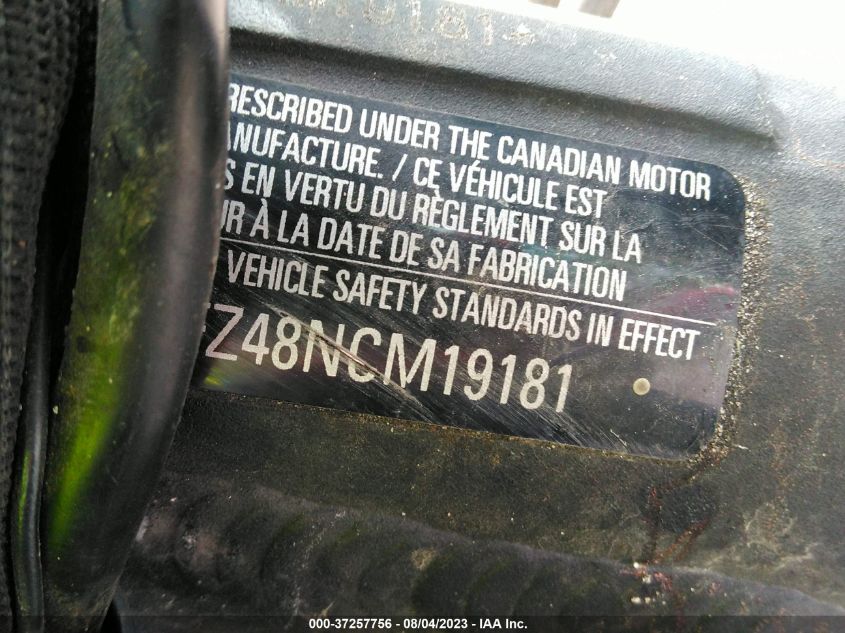 RESCRIBED UNDER THE CANADIAN MOTOR
ANUFACTURE. / CE VÉHICULE EST
S EN VERTU DU RÈGLEMENT SUR LA
UR À LA DATE DE SA FABRICATION
VEHICLE SAFETY STANDARDS IN EFFECT
Z48NCM19181
000-37257756 - 08/04/2023 - IAA Inc.